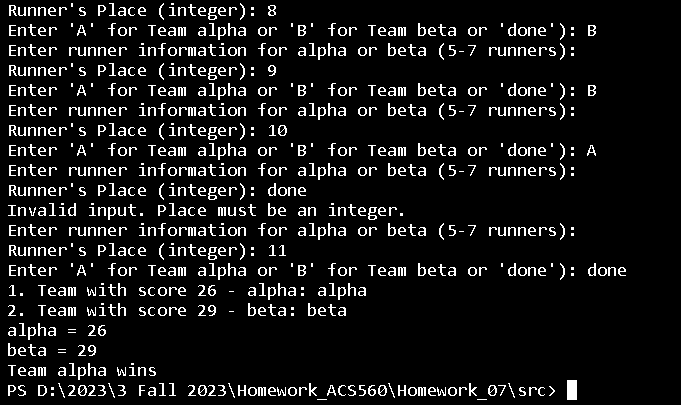 Runner's Place (integer): 8
Enter 'A' for Team alpha or 'B' for Team beta or 'done'): B
Enter runner information for alpha or beta (5-7 runners):
Runner's Place (integer): 9
Enter 'A' for Team alpha or 'B' for Team beta or 'done'): B
Enter runner information for alpha or beta (5-7 runners):
Runner's Place (integer): 10
Enter 'A' for Team alpha or 'B' for Team beta or 'done'): A
Enter runner information for alpha or beta (5-7 runners):
Runner's Place (integer): done
Invalid input. Place must be an integer.
Enter runner information for alpha or beta (5-7 runners):
Runner's Place (integer): 11
Enter 'A' for Team alpha or 'B' for Team beta or 'done'): done
1. Team with score 26 - alpha: alpha
2. Team with score 29 - beta: beta
alpha = 26
beta = 29
Team alpha wins
PS D:\2023\3 Fall 2023\Homework_ACS560\Homework_07\src>